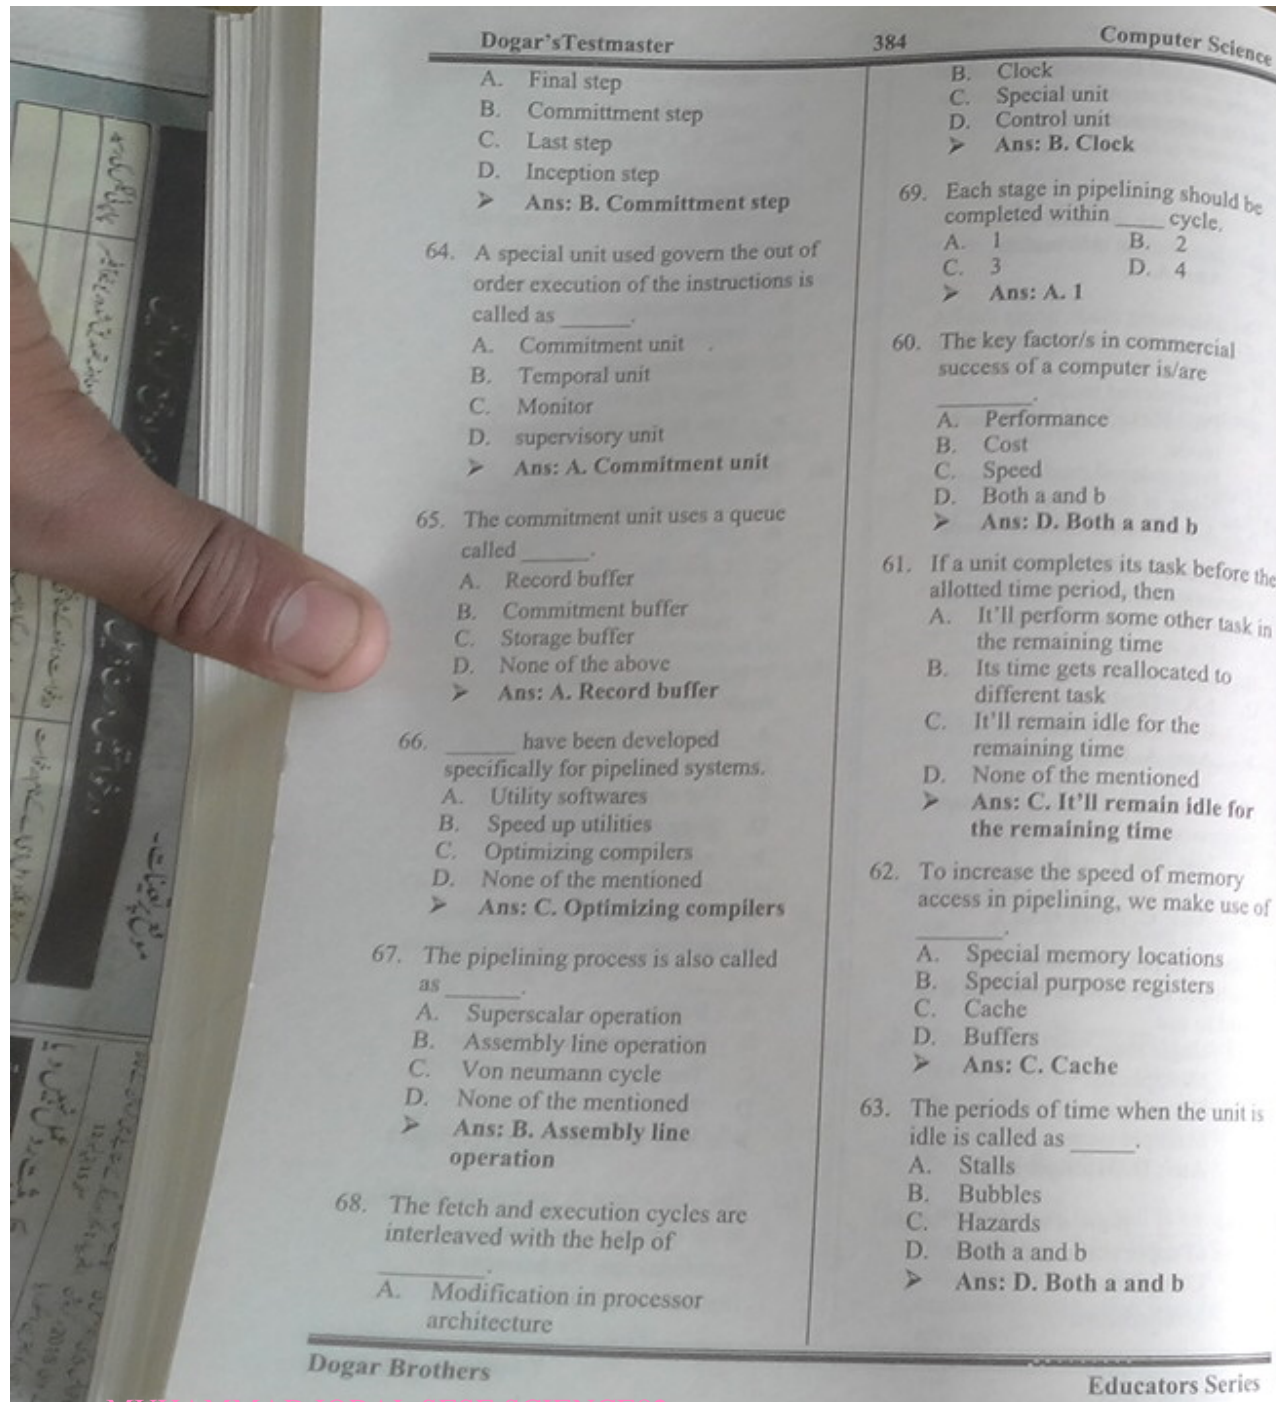 Dogar'sTestmaster
384
Computer Science
A. Final step
B. Committment step
C. Last step
D. Inception step
➢ Ans: B. Committment step
64. A special unit used govern the out of
order execution of the instructions is
called as ______.
A. Commitment unit
B. Temporal unit
C. Monitor
D. supervisory unit
➢ Ans: A. Commitment unit
65. The commitment unit uses a queue
called ______.
A. Record buffer
B. Commitment buffer
C. Storage buffer
D. None of the above
➢ Ans: A. Record buffer
66. ______ have been developed
specifically for pipelined systems.
A. Utility softwares
B. Speed up utilities
C. Optimizing compilers
D. None of the mentioned
➢ Ans: C. Optimizing compilers
67. The pipelining process is also called
as ______.
A. Superscalar operation
B. Assembly line operation
C. Von neumann cycle
D. None of the mentioned
➢ Ans: B. Assembly line
operation
68. The fetch and execution cycles are
interleaved with the help of
________.
A. Modification in processor
architecture
B. Clock
C. Special unit
D. Control unit
➢ Ans: B. Clock
69. Each stage in pipelining should be
completed within ____ cycle.
A. 1 B. 2
C. 3 D. 4
➢ Ans: A. 1
60. The key factor/s in commercial
success of a computer is/are
________.
A. Performance
B. Cost
C. Speed
D. Both a and b
➢ Ans: D. Both a and b
61. If a unit completes its task before the
allotted time period, then
A. It'll perform some other task in
the remaining time
B. Its time gets reallocated to
different task
C. It'll remain idle for the
remaining time
D. None of the mentioned
➢ Ans: C. It'll remain idle for
the remaining time
62. To increase the speed of memory
access in pipelining, we make use of
_______.
A. Special memory locations
B. Special purpose registers
C. Cache
D. Buffers
➢ Ans: C. Cache
63. The periods of time when the unit is
idle is called as _____.
A. Stalls
B. Bubbles
C. Hazards
D. Both a and b
➢ Ans: D. Both a and b
Dogar Brothers
Educators Series